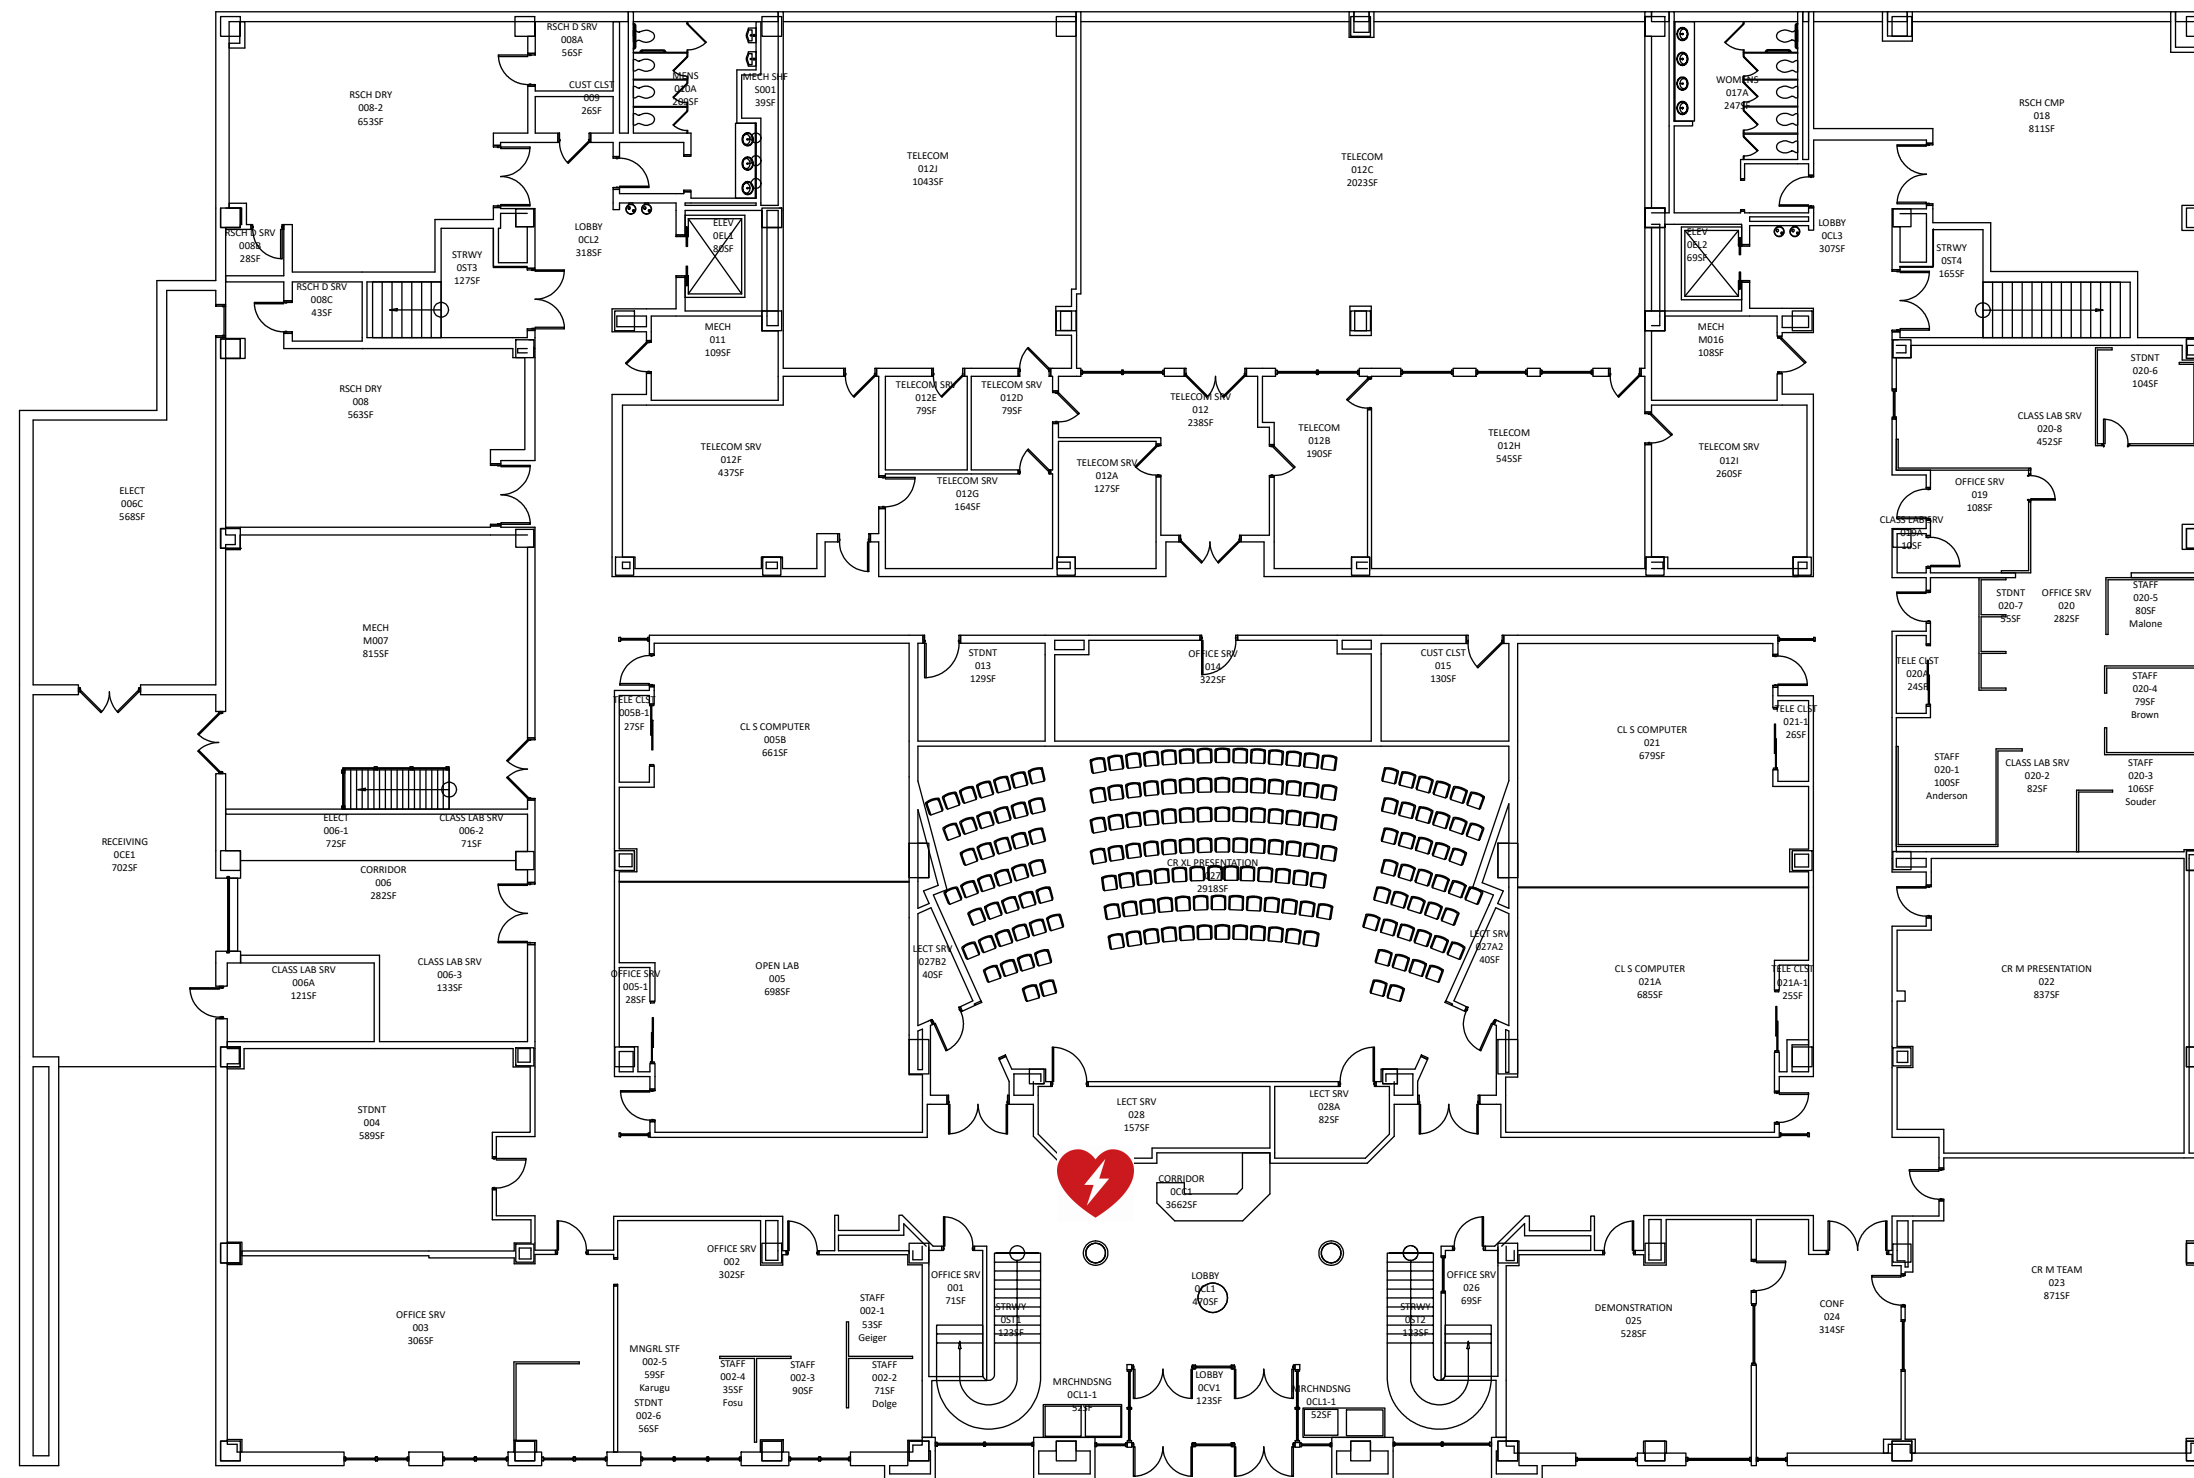 RSCH D SRV
008A
56SF
CUST CLST
009
26SF
MENS
010A
209SF
MECH SHF
S001
39SF
RSCH DRY
008-2
653SF
TELECOM
012J
1043SF
TELECOM
012C
2023SF
WOMENS
017A
247SF
RSCH CMP
018
811SF
RSCH D SRV
008B
28SF
LOBBY
0CL2
318SF
ELEV
0EL1
80SF
ELEV
0EL2
69SF
LOBBY
0CL3
307SF
STRWY
0ST3
127SF
STRWY
0ST4
165SF
RSCH D SRV
008C
43SF
MECH
011
109SF
MECH
M016
108SF
STDNT
020-6
104SF
RSCH DRY
008
563SF
TELECOM SRV
012E
79SF
TELECOM SRV
012D
79SF
TELECOM SRV
012
238SF
TELECOM
012B
190SF
TELECOM
012H
545SF
CLASS LAB SRV
020-8
452SF
TELECOM SRV
012F
437SF
TELECOM SRV
012A
127SF
TELECOM SRV
012I
260SF
TELECOM SRV
012G
164SF
ELECT
006C
568SF
OFFICE SRV
019
108SF
CLASS LAB SRV
019A
10SF
STDNT
020-7
55SF
OFFICE SRV
020
282SF
STAFF
020-5
80SF
Malone
MECH
M007
815SF
STDNT
013
129SF
OFFICE SRV
014
322SF
CUST CLST
015
130SF
TELE CLST
020A
24SF
STAFF
020-4
79SF
Brown
TELE CLST
005B-1
27SF
CL S COMPUTER
005B
661SF
CL S COMPUTER
021
679SF
TELE CLST
021-1
26SF
STAFF
020-1
100SF
Anderson
CLASS LAB SRV
020-2
82SF
STAFF
020-3
106SF
Souder
ELECT
006-1
72SF
CLASS LAB SRV
006-2
71SF
RECEIVING
0CE1
702SF
CORRIDOR
006
282SF
CR XL PRESENTATION
027
2918SF
CLASS LAB SRV
006A
121SF
CLASS LAB SRV
006-3
133SF
OFFICE SRV
005-1
28SF
OPEN LAB
005
698SF
LECT SRV
027B2
40SF
LECT SRV
027A2
40SF
CL S COMPUTER
021A
685SF
TELE CLST
021A-1
25SF
CR M PRESENTATION
022
837SF
STDNT
004
589SF
LECT SRV
028
157SF
LECT SRV
028A
82SF
CORRIDOR
0CC1
3662SF
OFFICE SRV
002
302SF
OFFICE SRV
001
71SF
LOBBY
0CL1
470SF
OFFICE SRV
026
69SF
CR M TEAM
023
871SF
OFFICE SRV
003
306SF
STAFF
002-1
53SF
Geiger
STRWY
0ST1
123SF
STRWY
0ST2
123SF
DEMONSTRATION
025
528SF
CONF
024
314SF
MNGRL STF
002-5
59SF
Karugu
STDNT
002-6
56SF
STAFF
002-4
35SF
Fosu
STAFF
002-3
90SF
STAFF
002-2
71SF
Dolge
MRCHNDSNG
0CL1-1
52SF
LOBBY
0CV1
123SF
MRCHNDSNG
0CL1-1
52SF